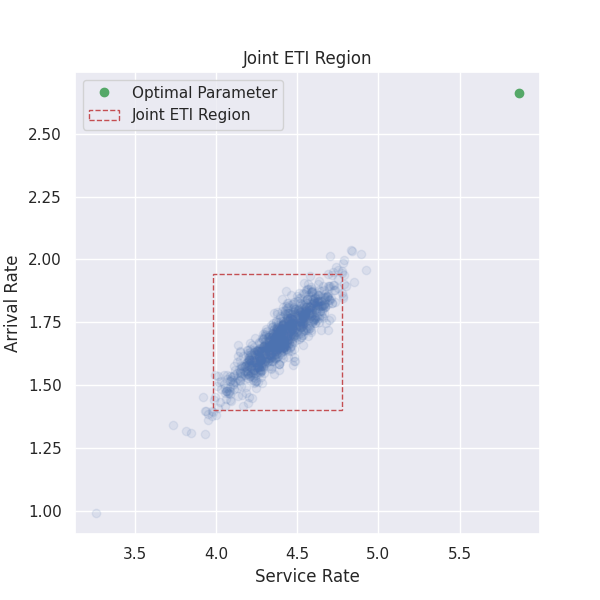 Joint ETI Region
Optimal Parameter
Joint ETI Region
Arrival Rate
2.50
2.25
2.00
1.75
1.50
1.25
1.00
3.5 4.0 4.5 5.0 5.5
Service Rate